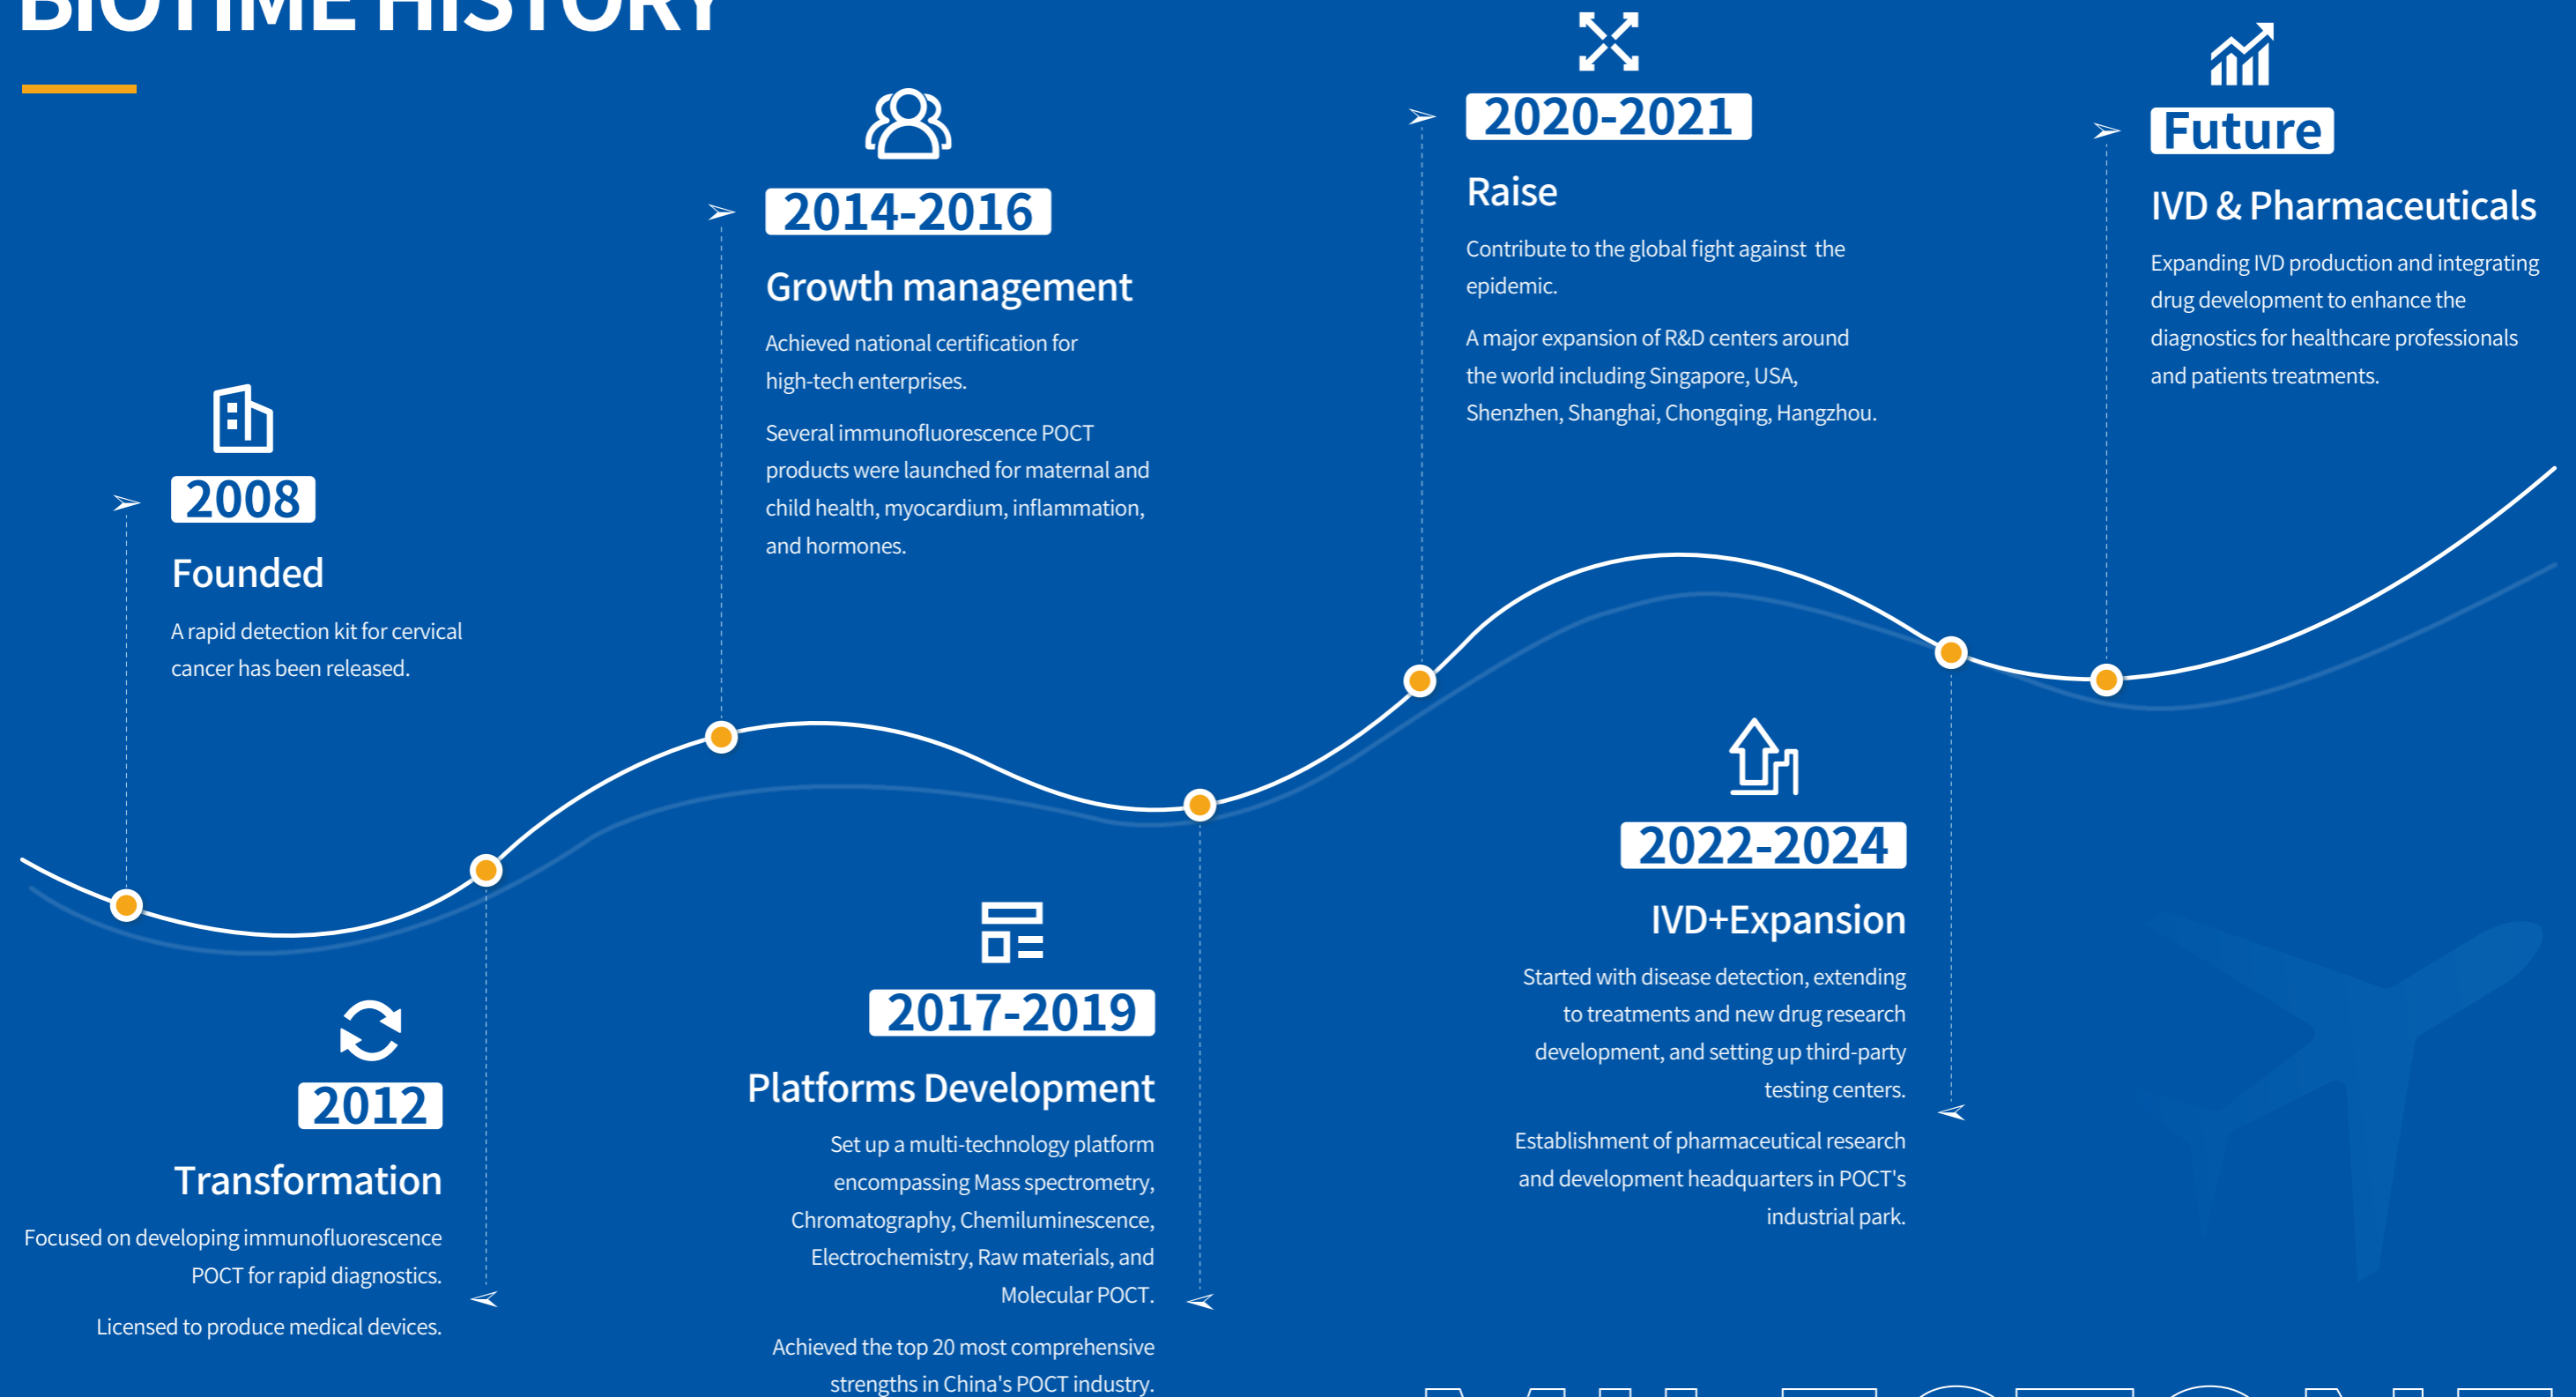 BIOTIME HISTORY
2008
Founded
A rapid detection kit for cervical
cancer has been released.
2012
Transformation
Focused on developing immunofluorescence
POCT for rapid diagnostics.
Licensed to produce medical devices.
2014-2016
Growth management
Achieved national certification for
high-tech enterprises.
Several immunofluorescence POCT
products were launched for maternal and
child health, myocardium, inflammation,
and hormones.
2017-2019
Platforms Development
Set up a multi-technology platform
encompassing Mass spectrometry,
Chromatography, Chemiluminescence,
Electrochemistry, Raw materials, and
Molecular POCT.
Achieved the top 20 most comprehensive
strengths in China's POCT industry.
2020-2021
Raise
Contribute to the global fight against  the
epidemic.
A major expansion of R&D centers around
the world including Singapore, USA,
Shenzhen, Shanghai, Chongqing, Hangzhou.
2022-2024
IVD+Expansion
Started with disease detection, extending
to treatments and new drug research
development, and setting up third-party
testing centers.
Establishment of pharmaceutical research
and development headquarters in POCT's
industrial park.
Future
IVD & Pharmaceuticals
Expanding IVD production and integrating
drug development to enhance the
diagnostics for healthcare professionals
and patients treatments.